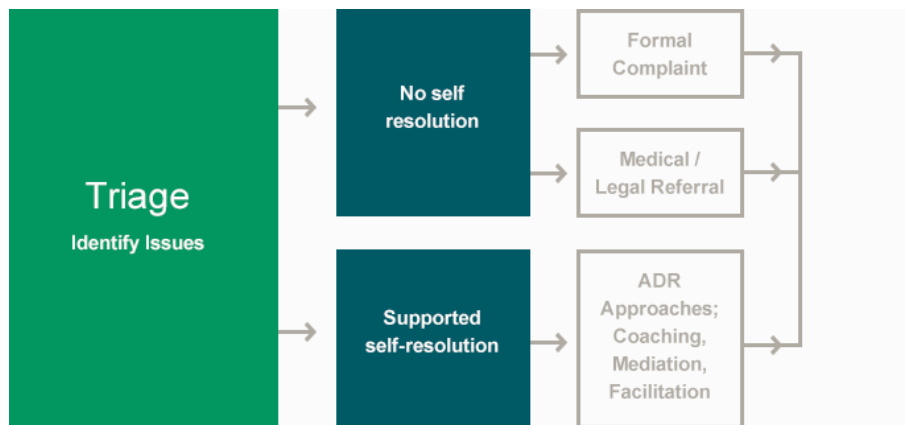 Triage
Identify Issues
No self
resolution
Formal
Complaint
Medical /
Legal Referral
Supported
self-resolution
ADR
Approaches;
Coaching,
Mediation,
Facilitation